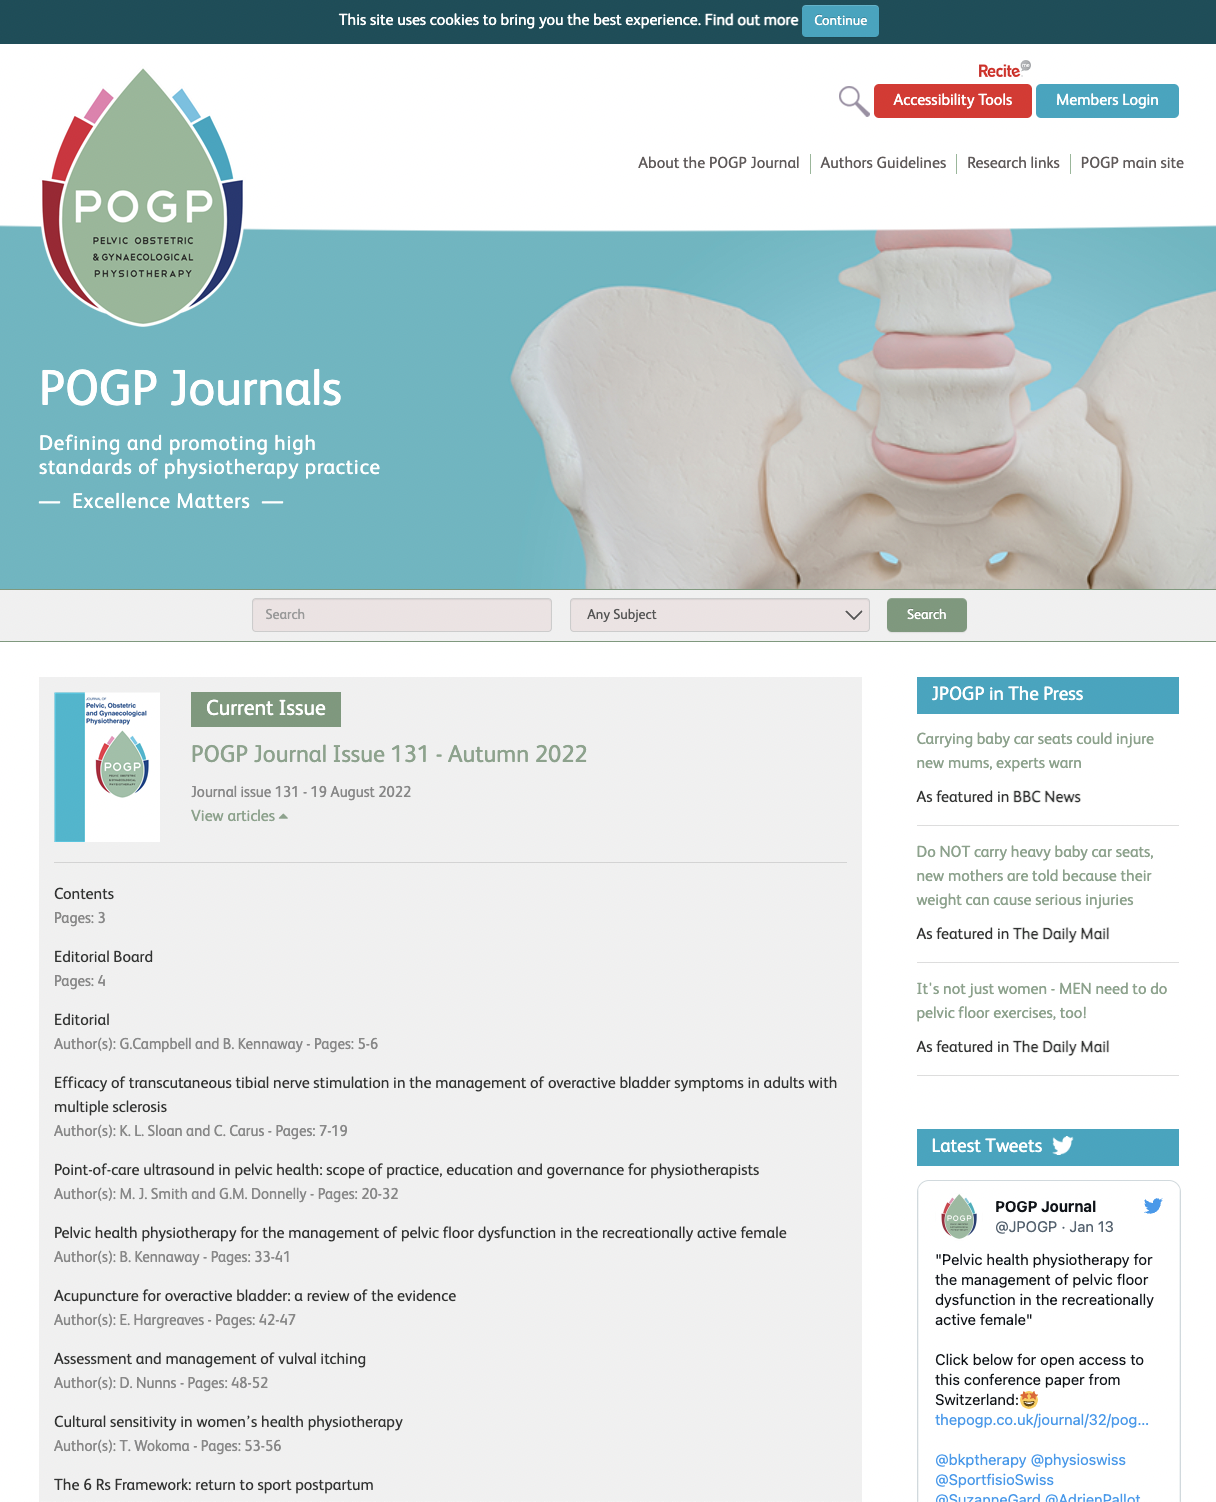 This site uses cookies to bring you the best experience. Find out more Continue
Recite me
Accessibility Tools
Members Login
About the POGP Journal
Authors Guidelines
Research links
POGP main site
POGP
PELVIC OBSTETRIC
& GYNAECOLOGICAL
PHYSIOTHERAPY
POGP Journals
Defining and promoting high
standards of physiotherapy practice
— Excellence Matters —
Search
Any Subject
Search
JOURNAL OF
Pelvic, Obstetric
and Gynaecological
Physiotherapy
POGP
PELVIC OBSTETRIC
& GYNAECOLOGICAL
PHYSIOTHERAPY
Current Issue
POGP Journal Issue 131 - Autumn 2022
Journal issue 131 - 19 August 2022
View articles
Contents
Pages: 3
Editorial Board
Pages: 4
Editorial
Author(s): G.Campbell and B. Kennaway - Pages: 5-6
Efficacy of transcutaneous tibial nerve stimulation in the management of overactive bladder symptoms in adults with
multiple sclerosis
Author(s): K. L. Sloan and C. Carus - Pages: 7-19
Point-of-care ultrasound in pelvic health: scope of practice, education and governance for physiotherapists
Author(s): M. J. Smith and G.M. Donnelly - Pages: 20-32
Pelvic health physiotherapy for the management of pelvic floor dysfunction in the recreationally active female
Author(s): B. Kennaway - Pages: 33-41
Acupuncture for overactive bladder: a review of the evidence
Author(s): E. Hargreaves - Pages: 42-47
Assessment and management of vulval itching
Author(s): D. Nunns - Pages: 48-52
Cultural sensitivity in women’s health physiotherapy
Author(s): T. Wokoma - Pages: 53-56
The 6 Rs Framework: return to sport postpartum
JPOGP in The Press
Carrying baby car seats could injure
new mums, experts warn
As featured in BBC News
Do NOT carry heavy baby car seats,
new mothers are told because their
weight can cause serious injuries
As featured in The Daily Mail
It's not just women - MEN need to do
pelvic floor exercises, too!
As featured in The Daily Mail
Latest Tweets
POGP
POGP Journal
@JPOGP · Jan 13
"Pelvic health physiotherapy for
the management of pelvic floor
dysfunction in the recreationally
active female"
Click below for open access to
this conference paper from
Switzerland:🤩
thepogp.co.uk/journal/32/pog...
@bkptherapy @physioswiss
@SportfisioSwiss
@SuzanneGard @AdrienPallot